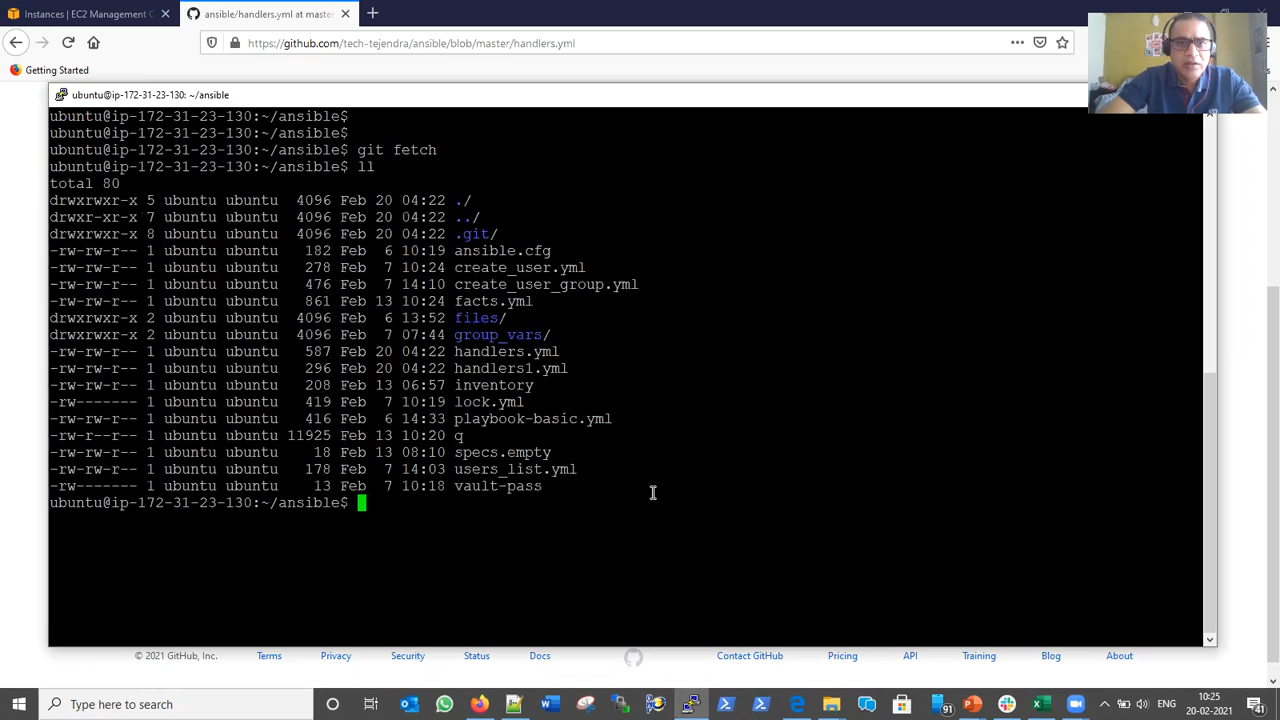 Instances | EC2 Management C
ansible/handlers.yml at master
https://github.com/tech-tejendra/ansible/blob/master/handlers.yml
Getting Started
ubuntu@ip-172-31-23-130: ~/ansible
ubuntu@ip-172-31-23-130:~/ansible$
ubuntu@ip-172-31-23-130:~/ansible$
ubuntu@ip-172-31-23-130:~/ansible$ git fetch
ubuntu@ip-172-31-23-130:~/ansible$ ll
total 80
drwxrwxr-x 5 ubuntu ubuntu 4096 Feb 20 04:22 ./
drwxr-xr-x 7 ubuntu ubuntu 4096 Feb 20 04:22 ../
drwxrwxr-x 8 ubuntu ubuntu 4096 Feb 20 04:22 .git/
-rw-rw-r-- 1 ubuntu ubuntu 182 Feb 6 10:19 ansible.cfg
-rw-rw-r-- 1 ubuntu ubuntu 278 Feb 7 10:24 create_user.yml
-rw-rw-r-- 1 ubuntu ubuntu 476 Feb 7 14:10 create_user_group.yml
-rw-rw-r-- 1 ubuntu ubuntu 861 Feb 13 10:24 facts.yml
drwxrwxr-x 2 ubuntu ubuntu 4096 Feb 6 13:52 files/
drwxrwxr-x 2 ubuntu ubuntu 4096 Feb 7 07:44 group_vars/
-rw-rw-r-- 1 ubuntu ubuntu 587 Feb 20 04:22 handlers.yml
-rw-rw-r-- 1 ubuntu ubuntu 296 Feb 20 04:22 handlers1.yml
-rw-rw-r-- 1 ubuntu ubuntu 208 Feb 13 06:57 inventory
-rw------- 1 ubuntu ubuntu 419 Feb 7 10:19 lock.yml
-rw-rw-r-- 1 ubuntu ubuntu 416 Feb 6 14:33 playbook-basic.yml
-rw-r--r-- 1 ubuntu ubuntu 11925 Feb 13 10:20 q
-rw-rw-r-- 1 ubuntu ubuntu 18 Feb 13 08:10 specs.empty
-rw-rw-r-- 1 ubuntu ubuntu 178 Feb 7 14:03 users_list.yml
-rw------- 1 ubuntu ubuntu 13 Feb 7 10:18 vault-pass
ubuntu@ip-172-31-23-130:~/ansible$
© 2021 GitHub, Inc. Terms Privacy Security Status Docs Contact GitHub Pricing API Training Blog About
Type here to search
ENG
10:25
20-02-2021
91
41